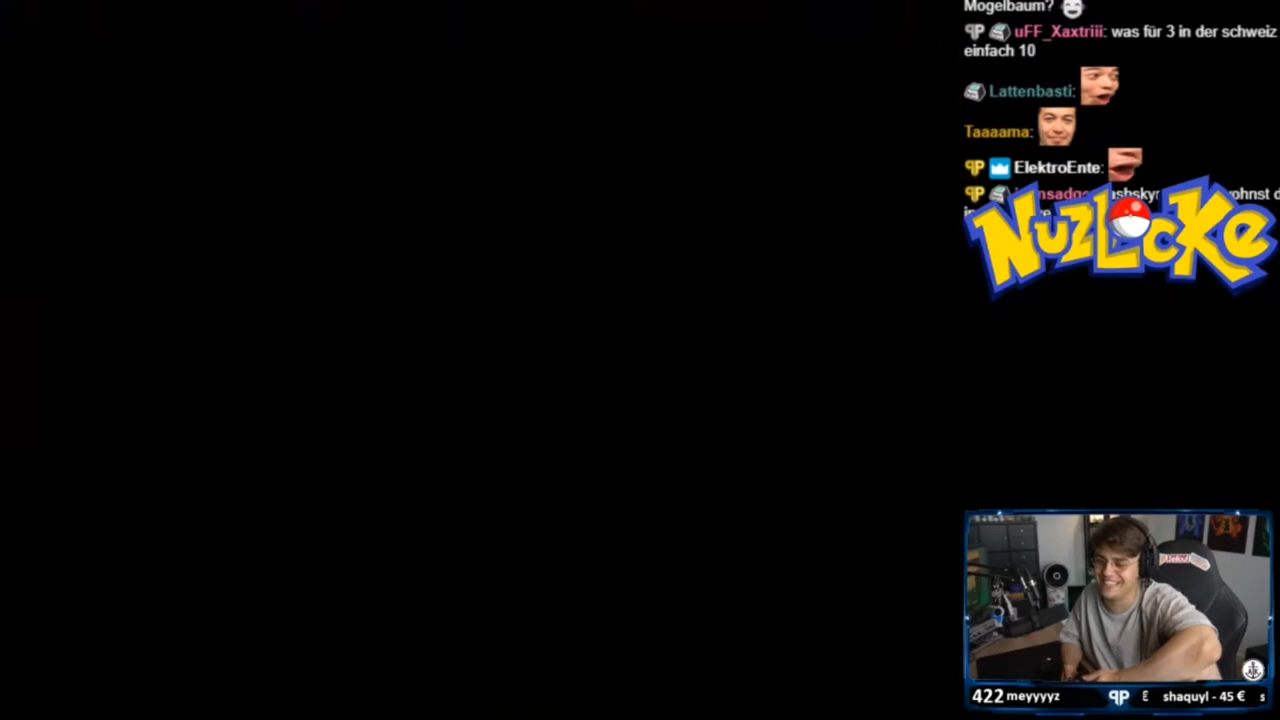 Mogelbaum?
uFF_Xaxtriii: was für 3 in der schweiz
einfach 10
Lattenbasti:
Taaaama:
ElektroEnte:
NUZLOCKE
422 meyyyyz
shaquyl - 45 €